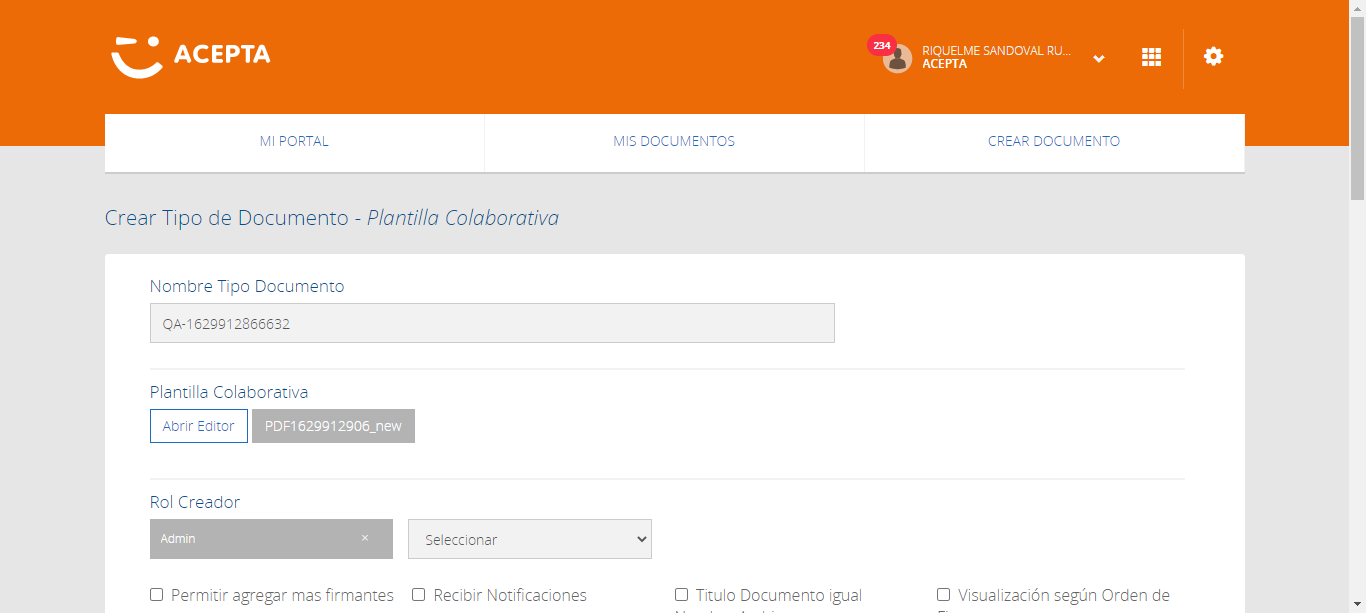 ACEPTA
234
RIQUELME SANDOVAL RU...
ACEPTA
MI PORTAL
MIS DOCUMENTOS
CREAR DOCUMENTO
Crear Tipo de Documento - Plantilla Colaborativa
Nombre Tipo Documento
QA-1629912866632
Plantilla Colaborativa
Abrir Editor
PDF1629912906_new
Rol Creador
Admin ×
Seleccionar
Permitir agregar mas firmantes
Recibir Notificaciones
Titulo Documento igual
Visualización según Orden de